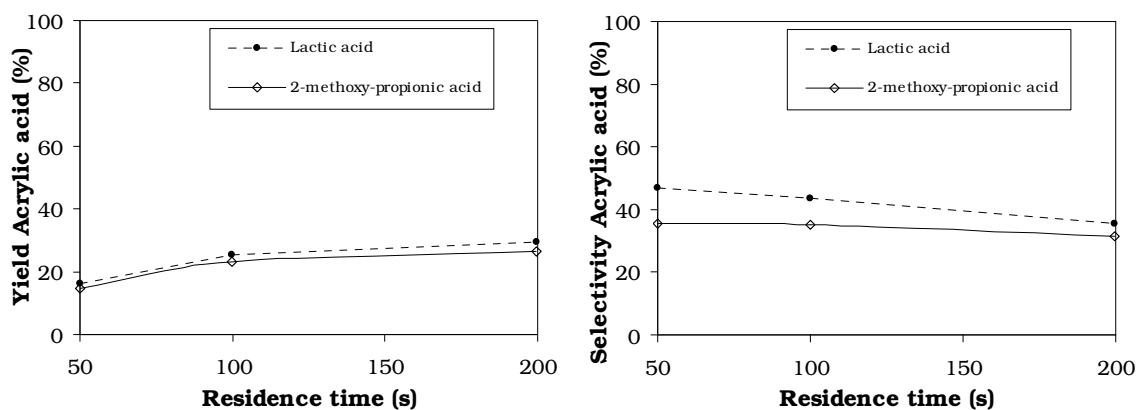 Yield Acrylic acid (%)
100
80
60
40
20
0
Lactic acid
2-methoxy-propionic acid
50
100
150
200
Residence time (s)
Selectivity Acrylic acid (%)
100
80
60
40
20
0
Lactic acid
2-methoxy-propionic acid
50
100
150
200
Residence time (s)